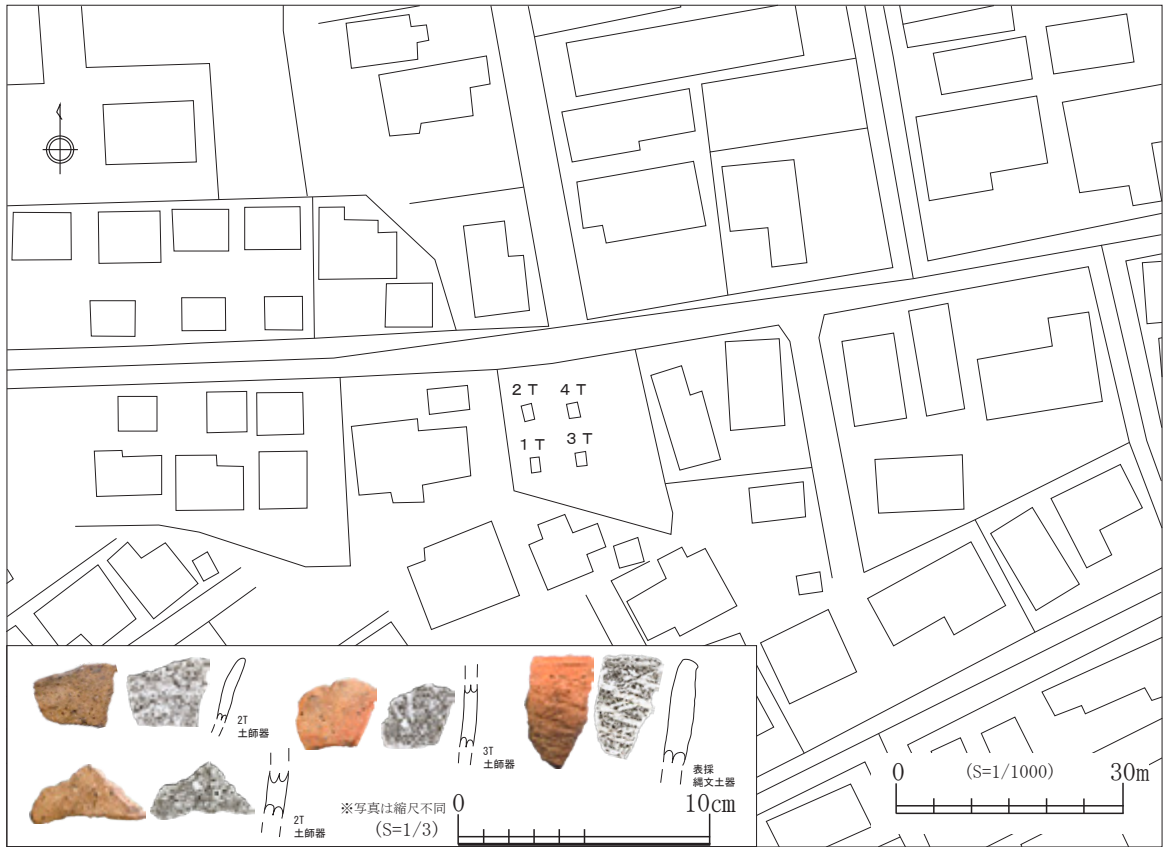 2 T 4 T
1 T 3 T
2T
土師器
3T
土師器
表採
縄文土器
2T
土師器
※写真は縮尺不同
(S=1/3)
0 10cm
0 (S=1/1000) 30m